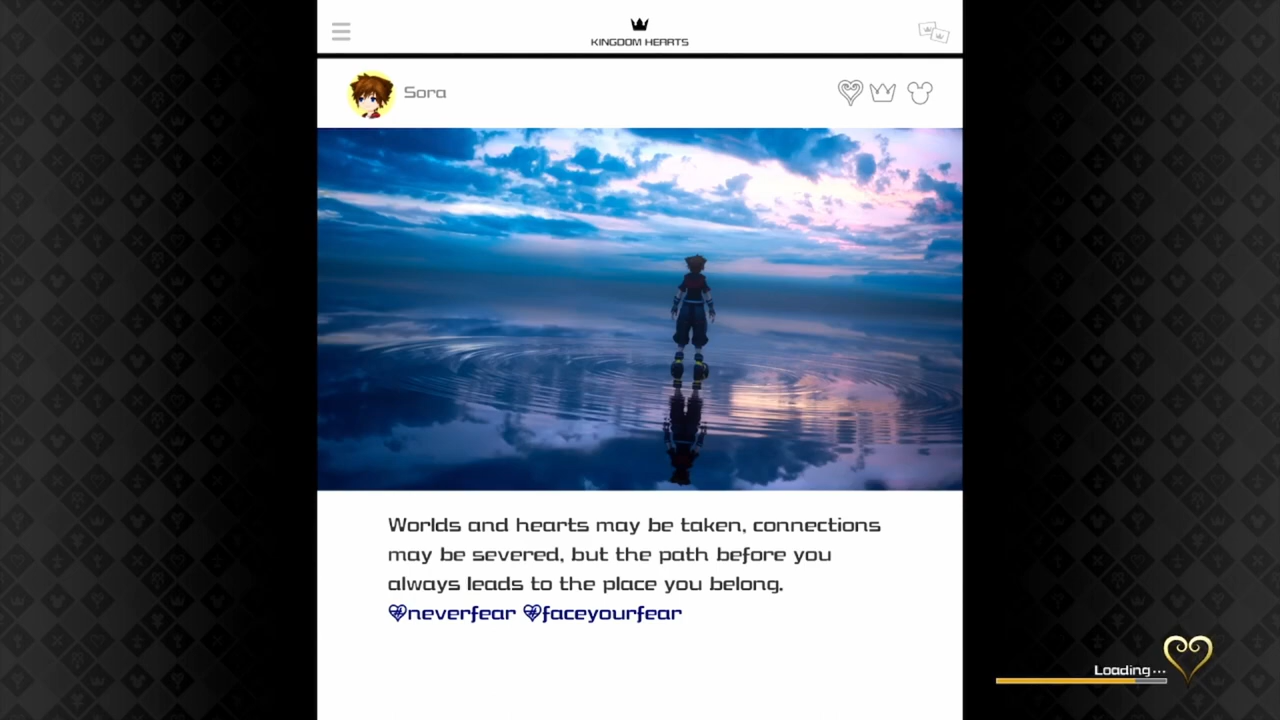 KINGDOM HEARTS
Sora
Worlds and hearts may be taken, connections
may be severed, but the path before you
always leads to the place you belong.
#neverfear #faceyourfear
Loading...